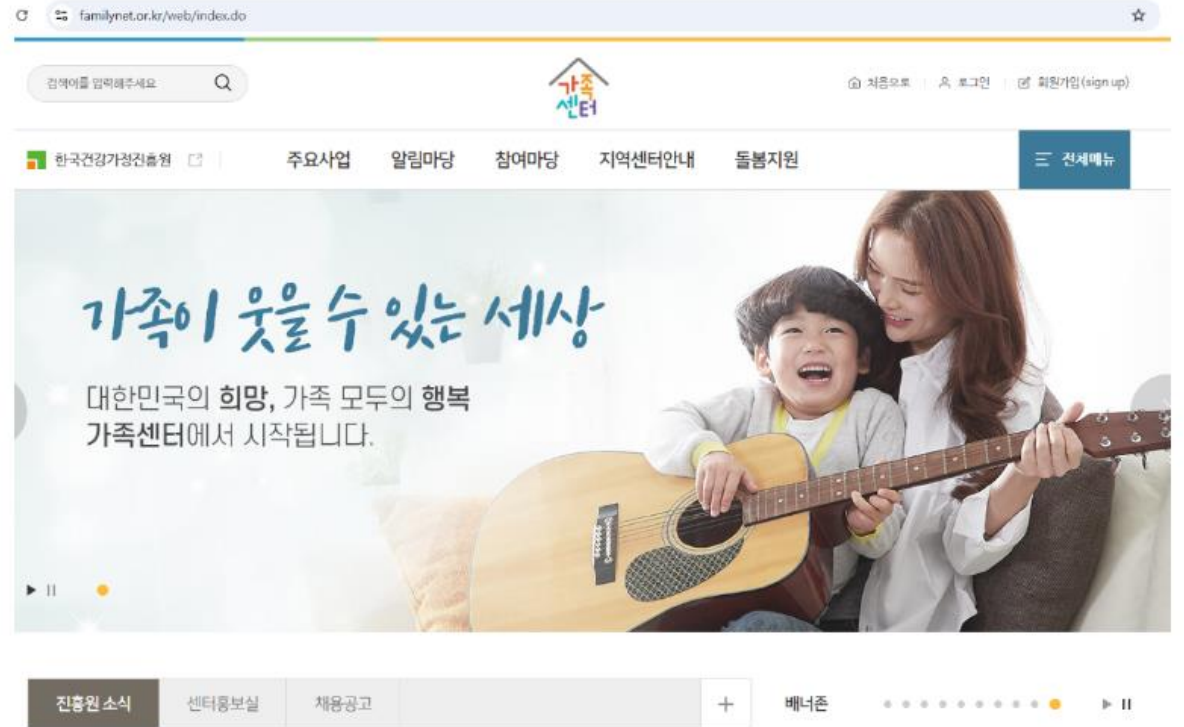 familynet.or.kr/web/index.do
검색어를 입력해주세요
가족
센터
처음으로
로그인
회원가입(sign up)
한국건강가정진흥원
주요사업
알림마당
참여마당
지역센터안내
돌봄지원
전체메뉴
가족이 웃을 수 있는 세상
대한민국의 희망, 가족 모두의 행복
가족센터에서 시작됩니다.
진흥원 소식
센터홍보실
채용공고
배너존